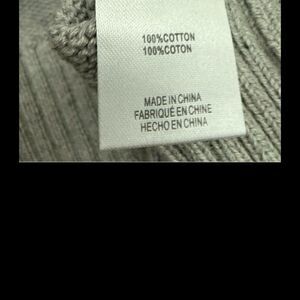 100%COTTON
100%COTON
MADE IN CHINA
FABRIQUÉ EN CHINE
HECHO EN CHINA